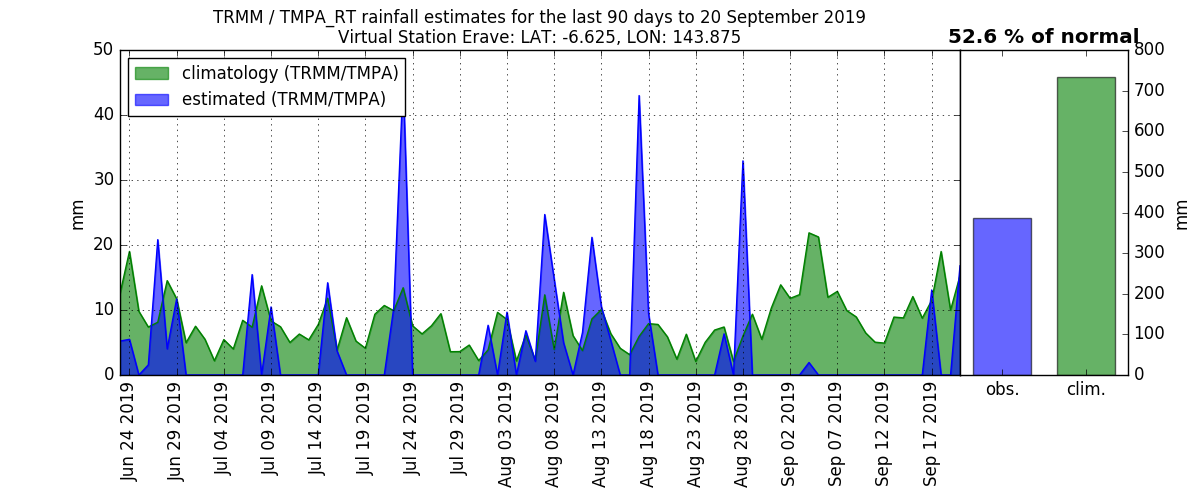 TRMM / TMPA_RT rainfall estimates for the last 90 days to 20 September 2019
Virtual Station Erave: LAT: -6.625, LON: 143.875
52.6 % of normal
climatology (TRMM/TMPA)
estimated (TRMM/TMPA)
50
40
30
20
10
0
mm
Jun 24 2019
Jun 29 2019
Jul 04 2019
Jul 09 2019
Jul 14 2019
Jul 19 2019
Jul 24 2019
Jul 29 2019
Aug 03 2019
Aug 08 2019
Aug 13 2019
Aug 18 2019
Aug 23 2019
Aug 28 2019
Sep 02 2019
Sep 07 2019
Sep 12 2019
Sep 17 2019
800
700
600
500
400
300
200
100
0
mm
obs.
clim.